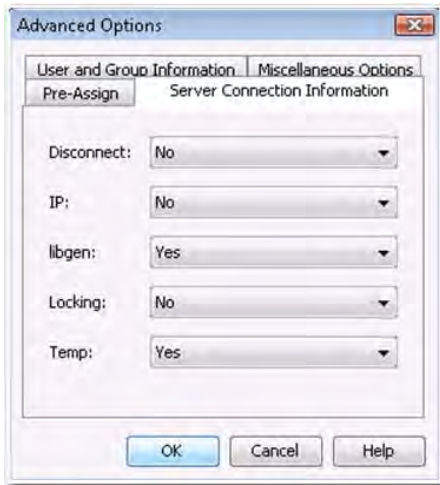 Advanced Options
User and Group Information Miscellaneous Options
Pre-Assign Server Connection Information
Disconnect: No
IP: No
libgen: Yes
Locking: No
Temp: Yes
OK Cancel Help